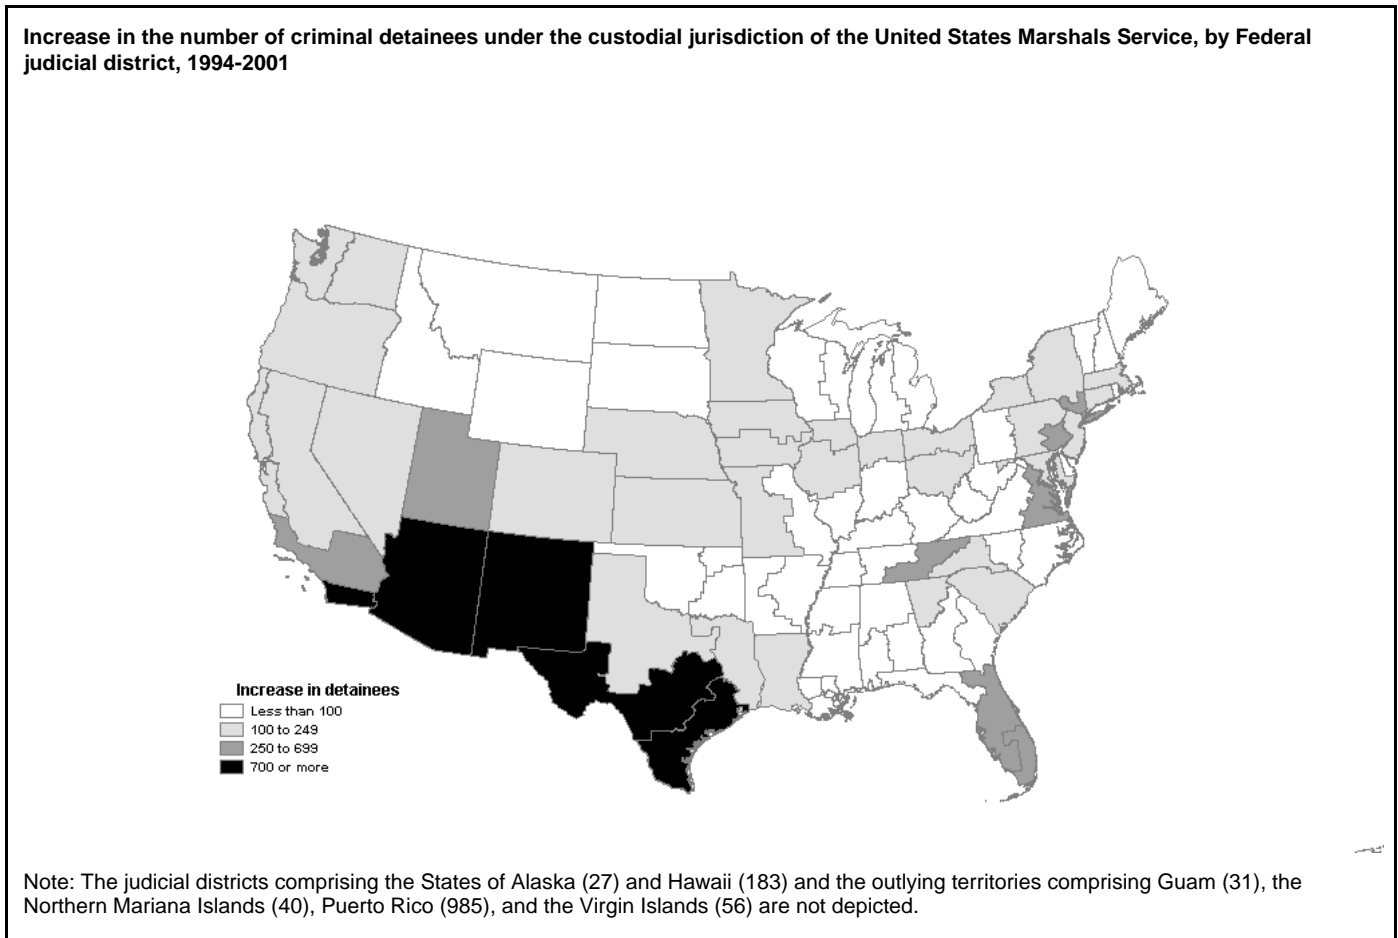 Increase in the number of criminal detainees under the custodial jurisdiction of the United States Marshals Service, by Federal
judicial district, 1994-2001
Increase in detainees
Less than 100
100 to 249
250 to 699
700 or more
Note: The judicial districts comprising the States of Alaska (27) and Hawaii (183) and the outlying territories comprising Guam (31), the
Northern Mariana Islands (40), Puerto Rico (985), and the Virgin Islands (56) are not depicted.